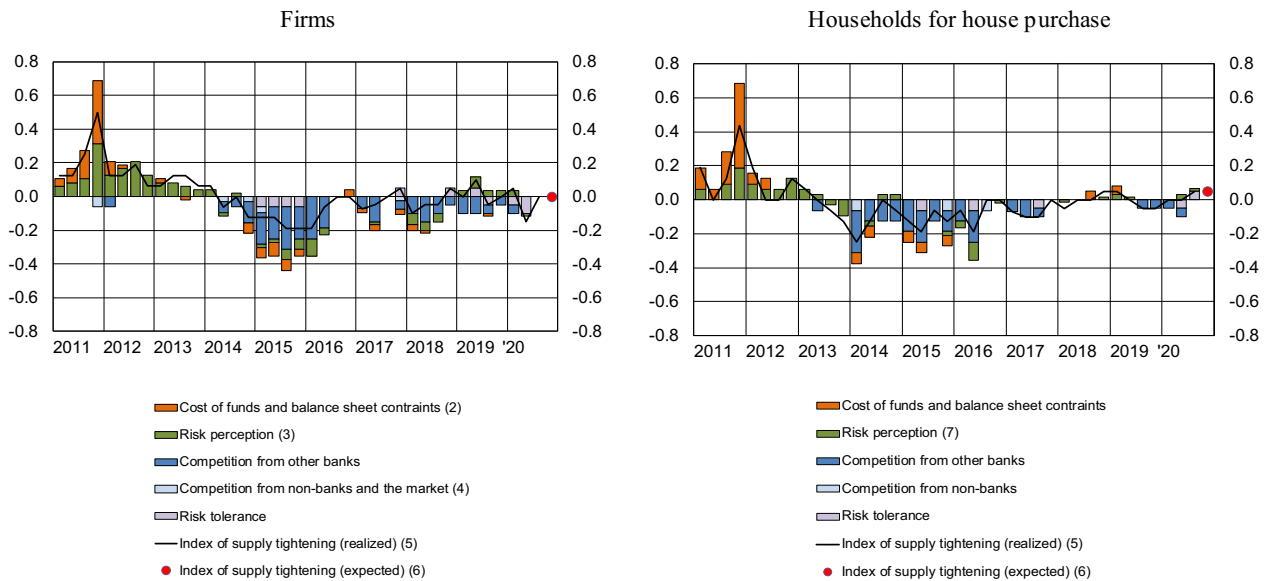 Firms
0.8 0.8
0.6 0.6
0.4 0.4
0.2 0.2
0.0 0.0
-0.2 -0.2
-0.4 -0.4
-0.6 -0.6
-0.8 -0.8
2011 2012 2013 2014 2015 2016 2017 2018 2019 '20
Cost of funds and balance sheet contraints (2)
Risk perception (3)
Competition from other banks
Competition from non-banks and the market (4)
Risk tolerance
Index of supply tightening (realized) (5)
Index of supply tightening (expected) (6)
Households for house purchase
0.8 0.8
0.6 0.6
0.4 0.4
0.2 0.2
0.0 0.0
-0.2 -0.2
-0.4 -0.4
-0.6 -0.6
-0.8 -0.8
2011 2012 2013 2014 2015 2016 2017 2018 2019 '20
Cost of funds and balance sheet contraints
Risk perception (7)
Competition from other banks
Competition from non-banks
Risk tolerance
Index of supply tightening (realized) (5)
Index of supply tightening (expected) (6)